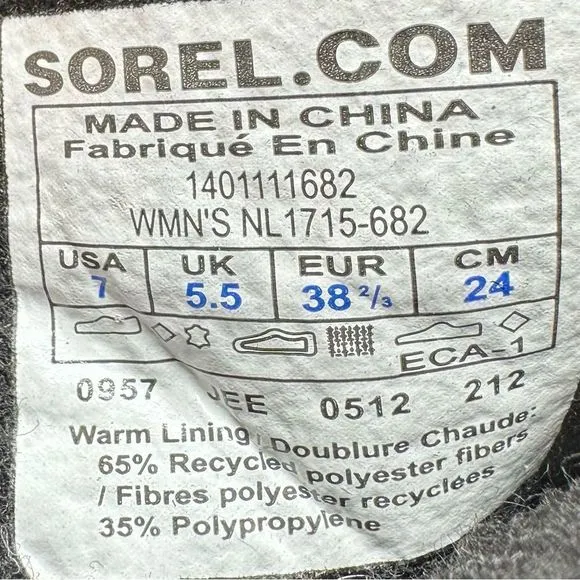 SOREL.COM
MADE IN CHINA
Fabriqué En Chine
1401111682
WMN'S NL1715-682
USA UK EUR CM
7 5.5 38 2/3 24
ECA-1
0957 JEE 0512 212
Warm Lining / Doublure Chaude:
65% Recycled polyester fibers
/ Fibres polyester recyclées
35% Polypropylène